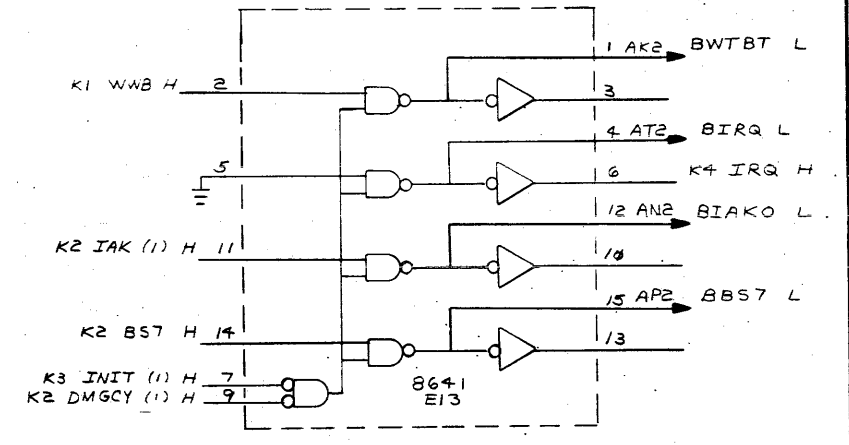 1 AK2 BWTBT L
K1 WWB H 2
3
4 AT2 BIRQ L
5
6 K4 IRQ H
12 AN2 BIAKO L
K2 IAK (1) H 11
10
15 AP2 BBS7 L
K2 BS7 H 14
13
K3 INIT (1) H 7
8641
K2 DMGCY (1) H 9
E13